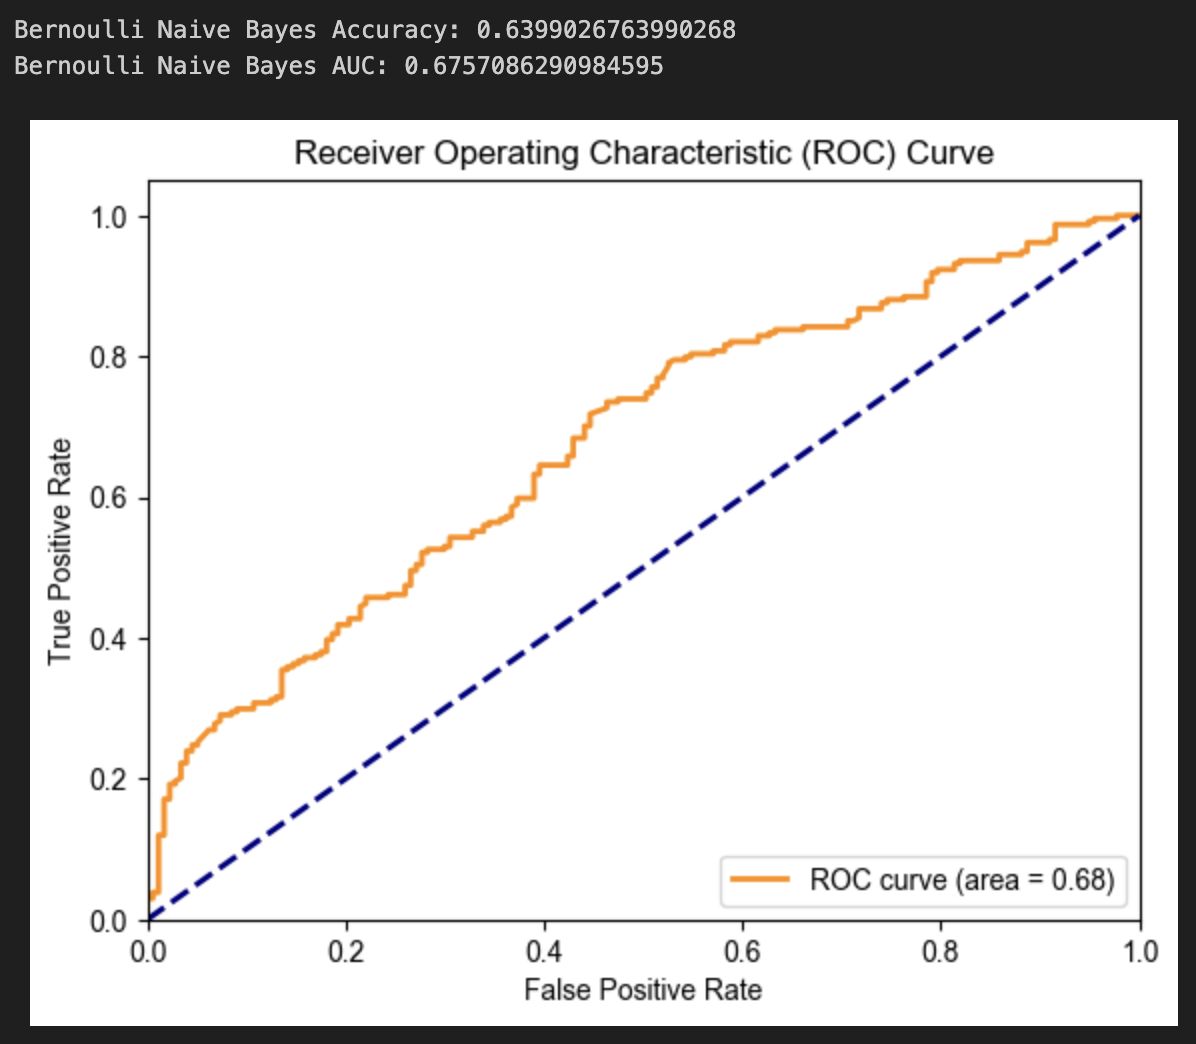 Bernoulli Naive Bayes Accuracy: 0.6399026763990268
Bernoulli Naive Bayes AUC: 0.6757086290984595
Receiver Operating Characteristic (ROC) Curve
1.0
0.8
0.6
0.4
0.2
0.0
True Positive Rate
ROC curve (area = 0.68)
0.0 0.2 0.4 0.6 0.8 1.0
False Positive Rate